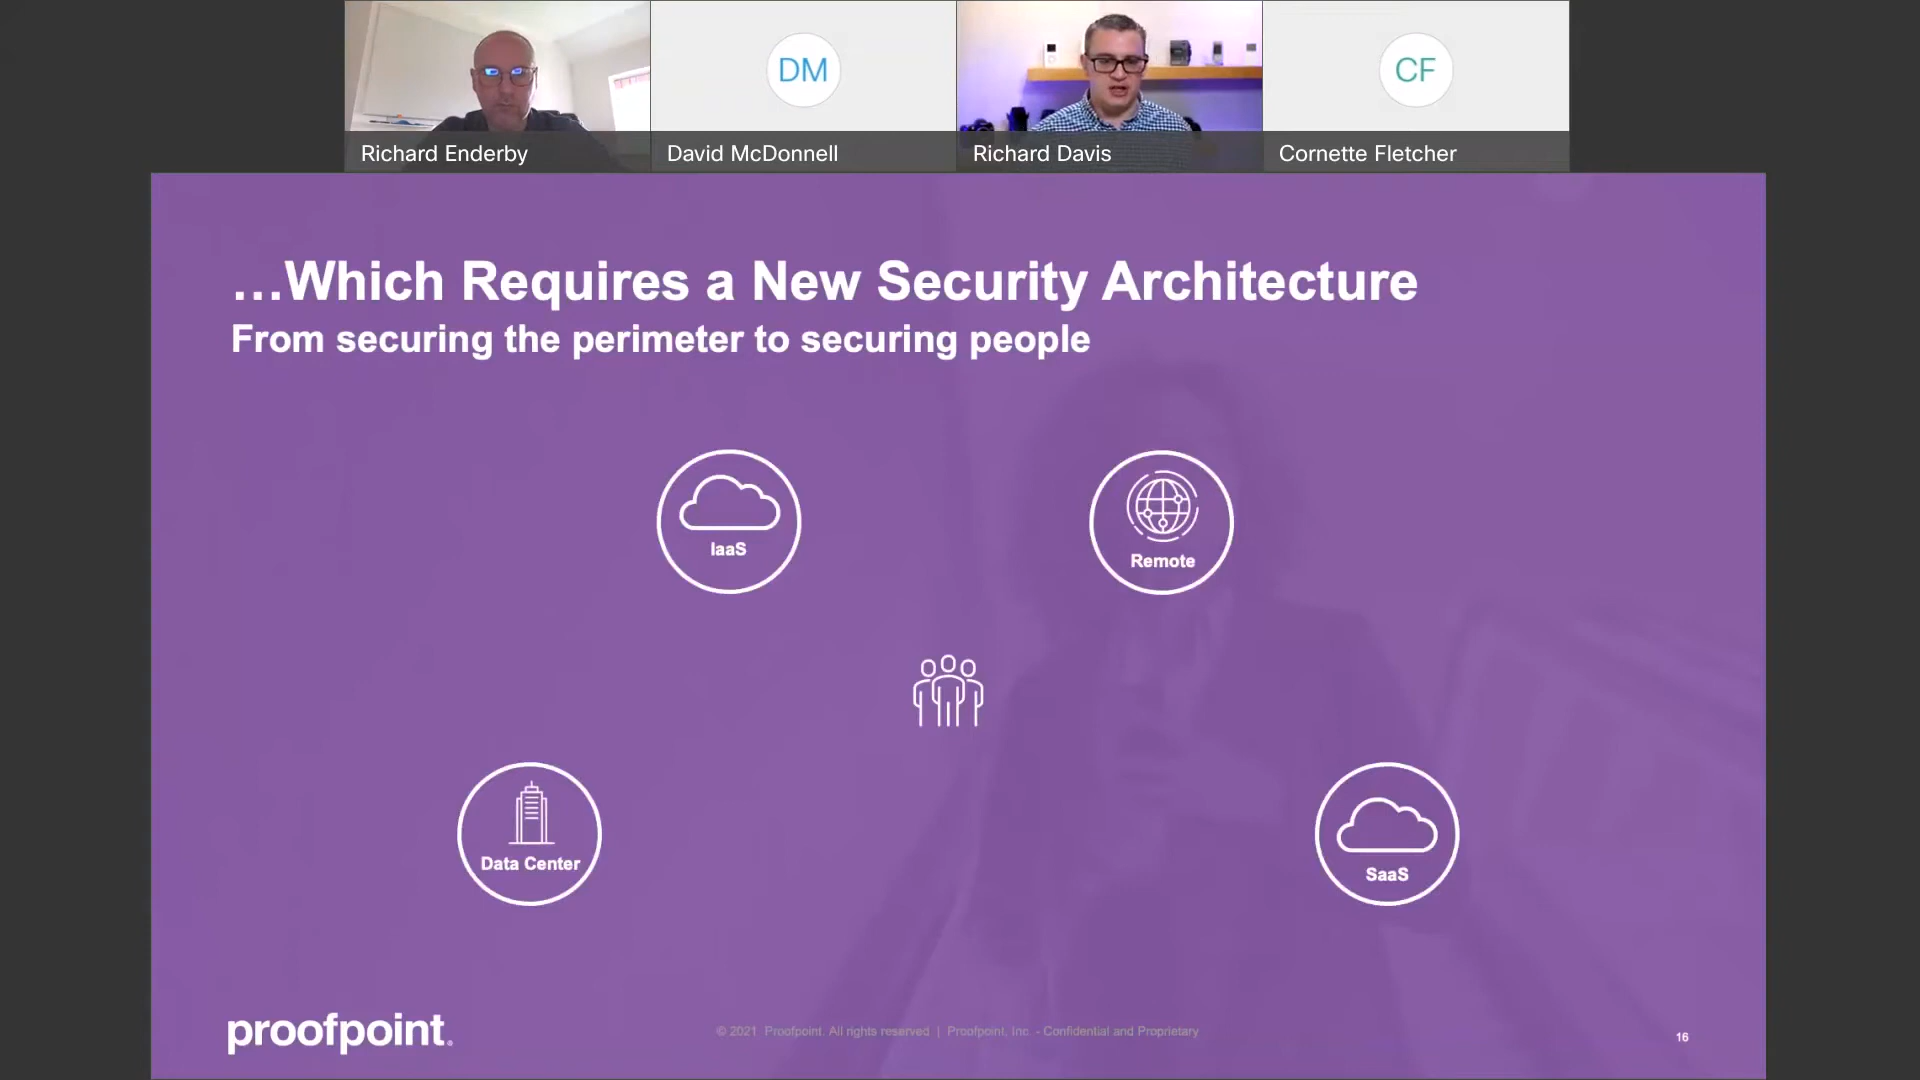 DM
CF
Richard Enderby
David McDonnell
Richard Davis
Cornette Fletcher
…Which Requires a New Security Architecture
From securing the perimeter to securing people
IaaS
Remote
Data Center
SaaS
proofpoint.
© 2021 Proofpoint. All rights reserved | Proofpoint, Inc. - Confidential and Proprietary
16